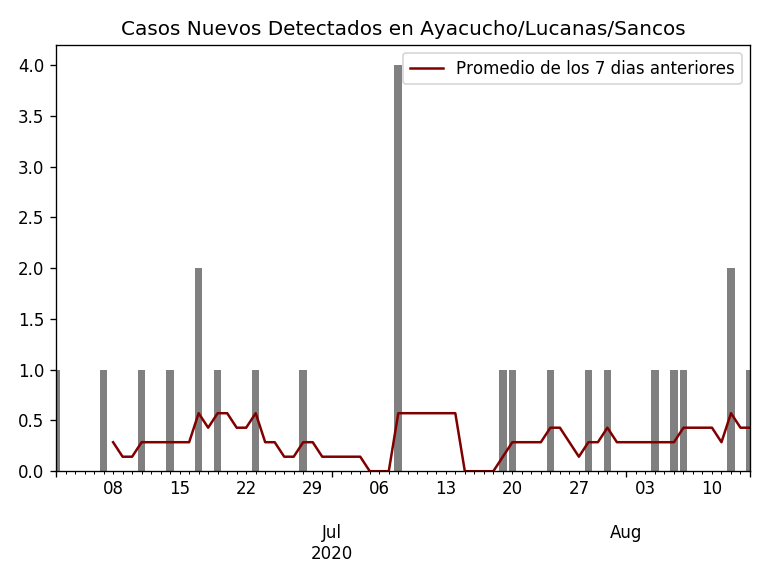 Casos Nuevos Detectados en Ayacucho/Lucanas/Sancos
Promedio de los 7 dias anteriores
4.0
3.5
3.0
2.5
2.0
1.5
1.0
0.5
0.0
08 15 22 29 06 13 20 27 03 10
Jul Aug
2020